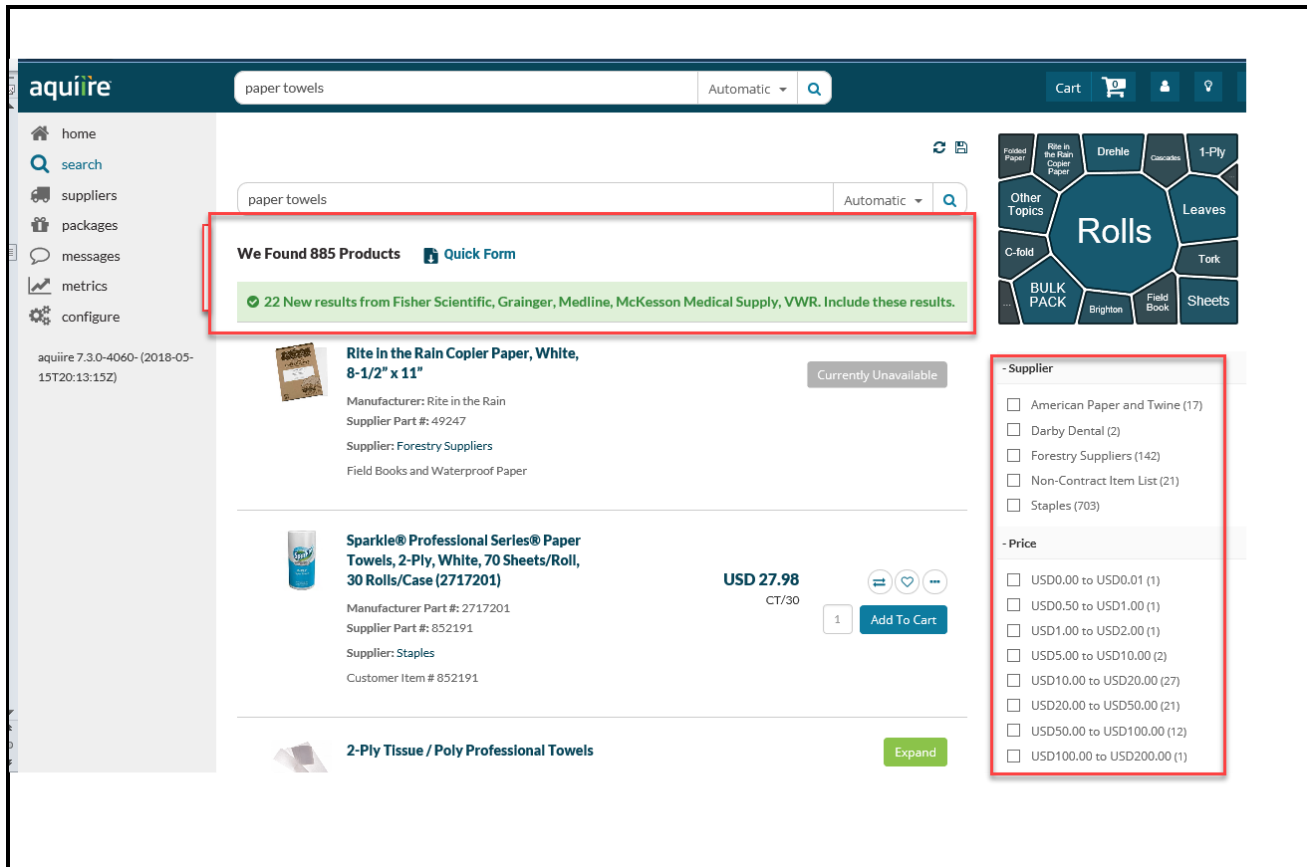 aquiire
paper towels
Automatic
Cart
0
home
search
suppliers
packages
messages
metrics
configure
aquiire 7.3.0-4060- (2018-05-
15T20:13:15Z)
paper towels
Automatic
We Found 885 Products
Quick Form
22 New results from Fisher Scientific, Grainger, Medline, McKesson Medical Supply, VWR. Include these results.
Rite in the Rain Copier Paper, White,
8-1/2" x 11"
Manufacturer: Rite in the Rain
Supplier Part #: 49247
Supplier: Forestry Suppliers
Field Books and Waterproof Paper
Currently Unavailable
Sparkle® Professional Series® Paper
Towels, 2-Ply, White, 70 Sheets/Roll,
30 Rolls/Case (2717201)
Manufacturer Part #: 2717201
Supplier Part #: 852191
Supplier: Staples
Customer Item # 852191
USD 27.98
CT/30
1
Add To Cart
2-Ply Tissue / Poly Professional Towels
Expand
Folded
Paper
Rite in
the Rain
Copier
Paper
Drehle
Cascades
1-Ply
...
Other
Topics
Rolls
Leaves
C-fold
Tork
...
BULK
PACK
Brighton
Field
Book
Sheets
- Supplier
American Paper and Twine (17)
Darby Dental (2)
Forestry Suppliers (142)
Non-Contract Item List (21)
Staples (703)
- Price
USD0.00 to USD0.01 (1)
USD0.50 to USD1.00 (1)
USD1.00 to USD2.00 (1)
USD5.00 to USD10.00 (2)
USD10.00 to USD20.00 (27)
USD20.00 to USD50.00 (21)
USD50.00 to USD100.00 (12)
USD100.00 to USD200.00 (1)